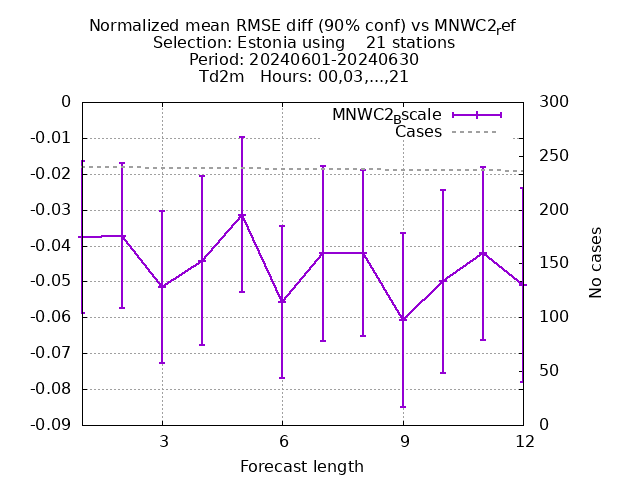 Normalized mean RMSE diff (90% conf) vs MNWC2ref
Selection: Estonia using    21 stations
Period: 20240601-20240630
Td2m   Hours: 00,03,...,21
MNWC2Bscale
Cases
0
-0.01
-0.02
-0.03
-0.04
-0.05
-0.06
-0.07
-0.08
-0.09
300
250
200
150
100
50
0
No cases
3 6 9 12
Forecast length